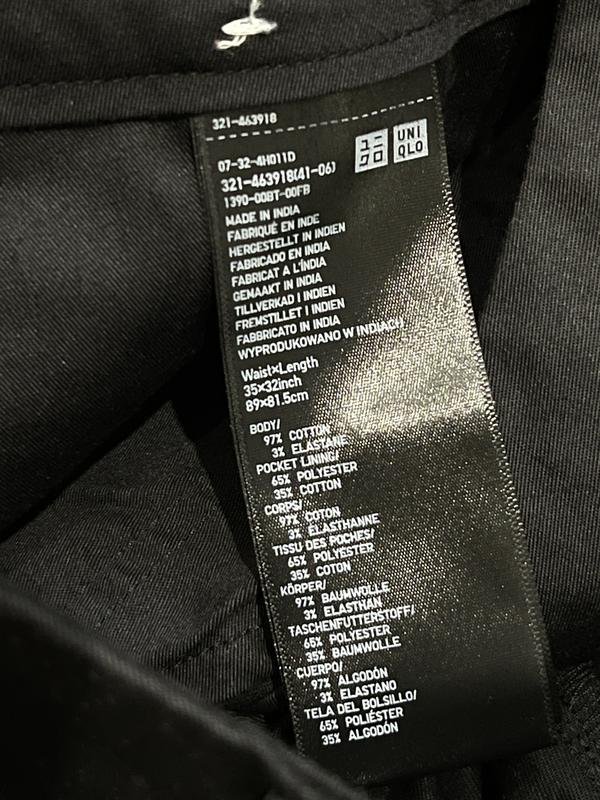 321-463918
07-32-4H011D
ユニ
クロ
UNI
QLO
321-463918(41-06)
1390-00BT-00FB
MADE IN INDIA
FABRIQUÉ EN INDE
HERGESTELLT IN INDIEN
FABRICADO EN INDIA
FABRICAT A L'ÍNDIA
GEMAAKT IN INDIA
TILLVERKAD I INDIEN
FREMSTILLET I INDIEN
FABBRICATO IN INDIA
WYPRODUKOWANO W INDIACH
Waist×Length
35×32inch
89×81.5cm
BODY/
97% COTTON
3% ELASTANE
POCKET LINING/
65% POLYESTER
35% COTTON
CORPS/
97% COTON
3% ÉLASTHANNE
TISSU DES POCHES/
65% POLYESTER
35% COTON
KÖRPER/
97% BAUMWOLLE
3% ELASTHAN
TASCHENFUTTERSTOFF/
65% POLYESTER
35% BAUMWOLLE
CUERPO/
97% ALGODÓN
3% ELASTANO
TELA DEL BOLSILLO/
65% POLIÉSTER
35% ALGODÓN